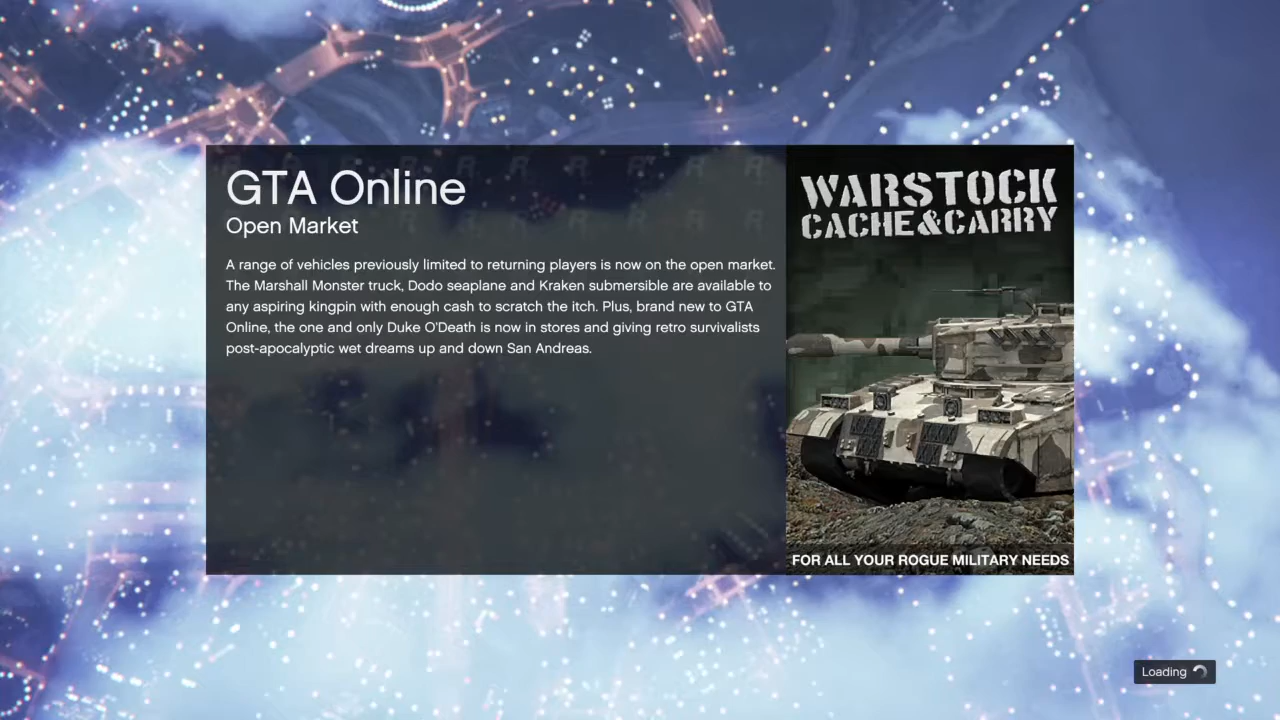 GTA Online
Open Market
A range of vehicles previously limited to returning players is now on the open market.
The Marshall Monster truck, Dodo seaplane and Kraken submersible are available to
any aspiring kingpin with enough cash to scratch the itch. Plus, brand new to GTA
Online, the one and only Duke O'Death is now in stores and giving retro survivalists
post-apocalyptic wet dreams up and down San Andreas.
WARSTOCK
CACHE&CARRY
FOR ALL YOUR ROGUE MILITARY NEEDS
Loading